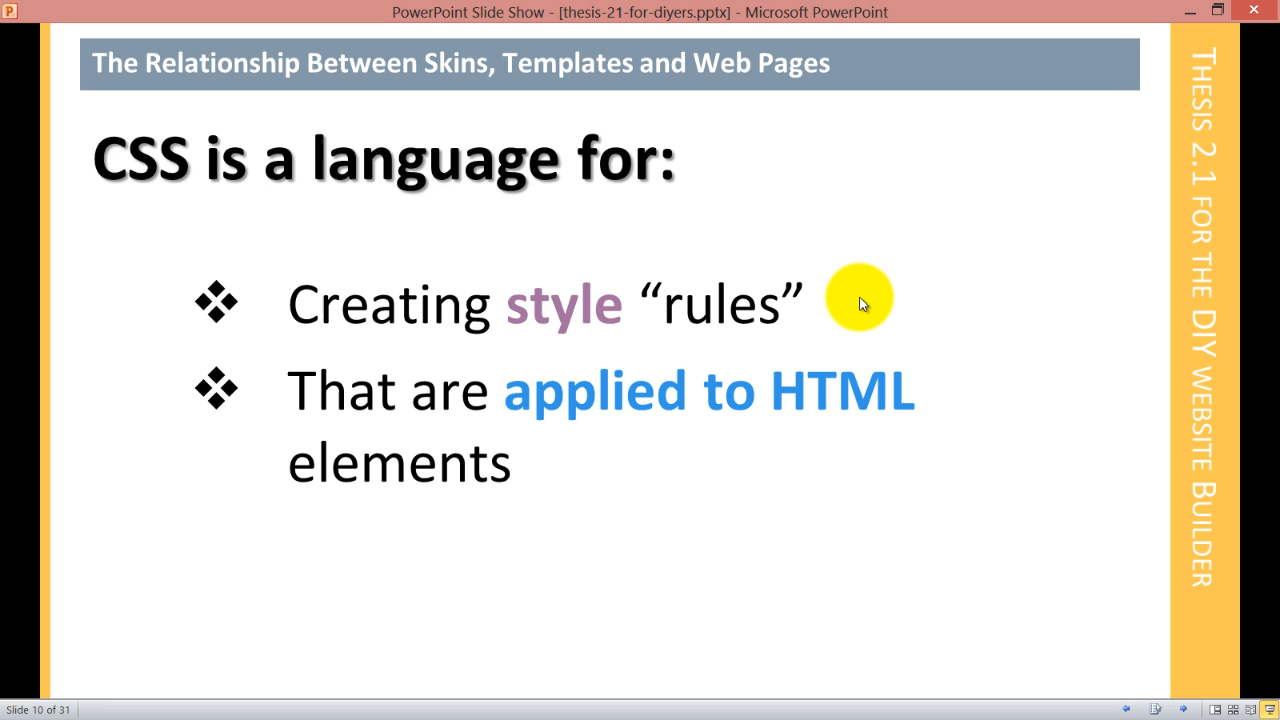 PowerPoint Slide Show - [thesis-21-for-diyers.pptx] - Microsoft PowerPoint
The Relationship Between Skins, Templates and Web Pages
CSS is a language for:
❖ Creating style “rules”
❖ That are applied to HTML
elements
THESIS 2.1 FOR THE DIY WEBSITE BUILDER
Slide 10 of 31